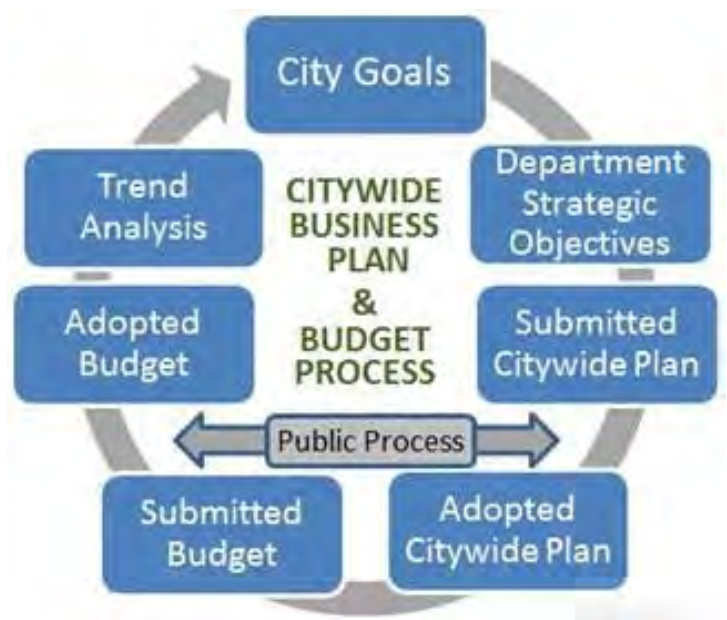 City Goals
Department
Strategic
Objectives
Submitted
Citywide Plan
Adopted
Citywide Plan
Submitted
Budget
Adopted
Budget
Trend
Analysis
CITYWIDE
BUSINESS
PLAN
&
BUDGET
PROCESS
Public Process